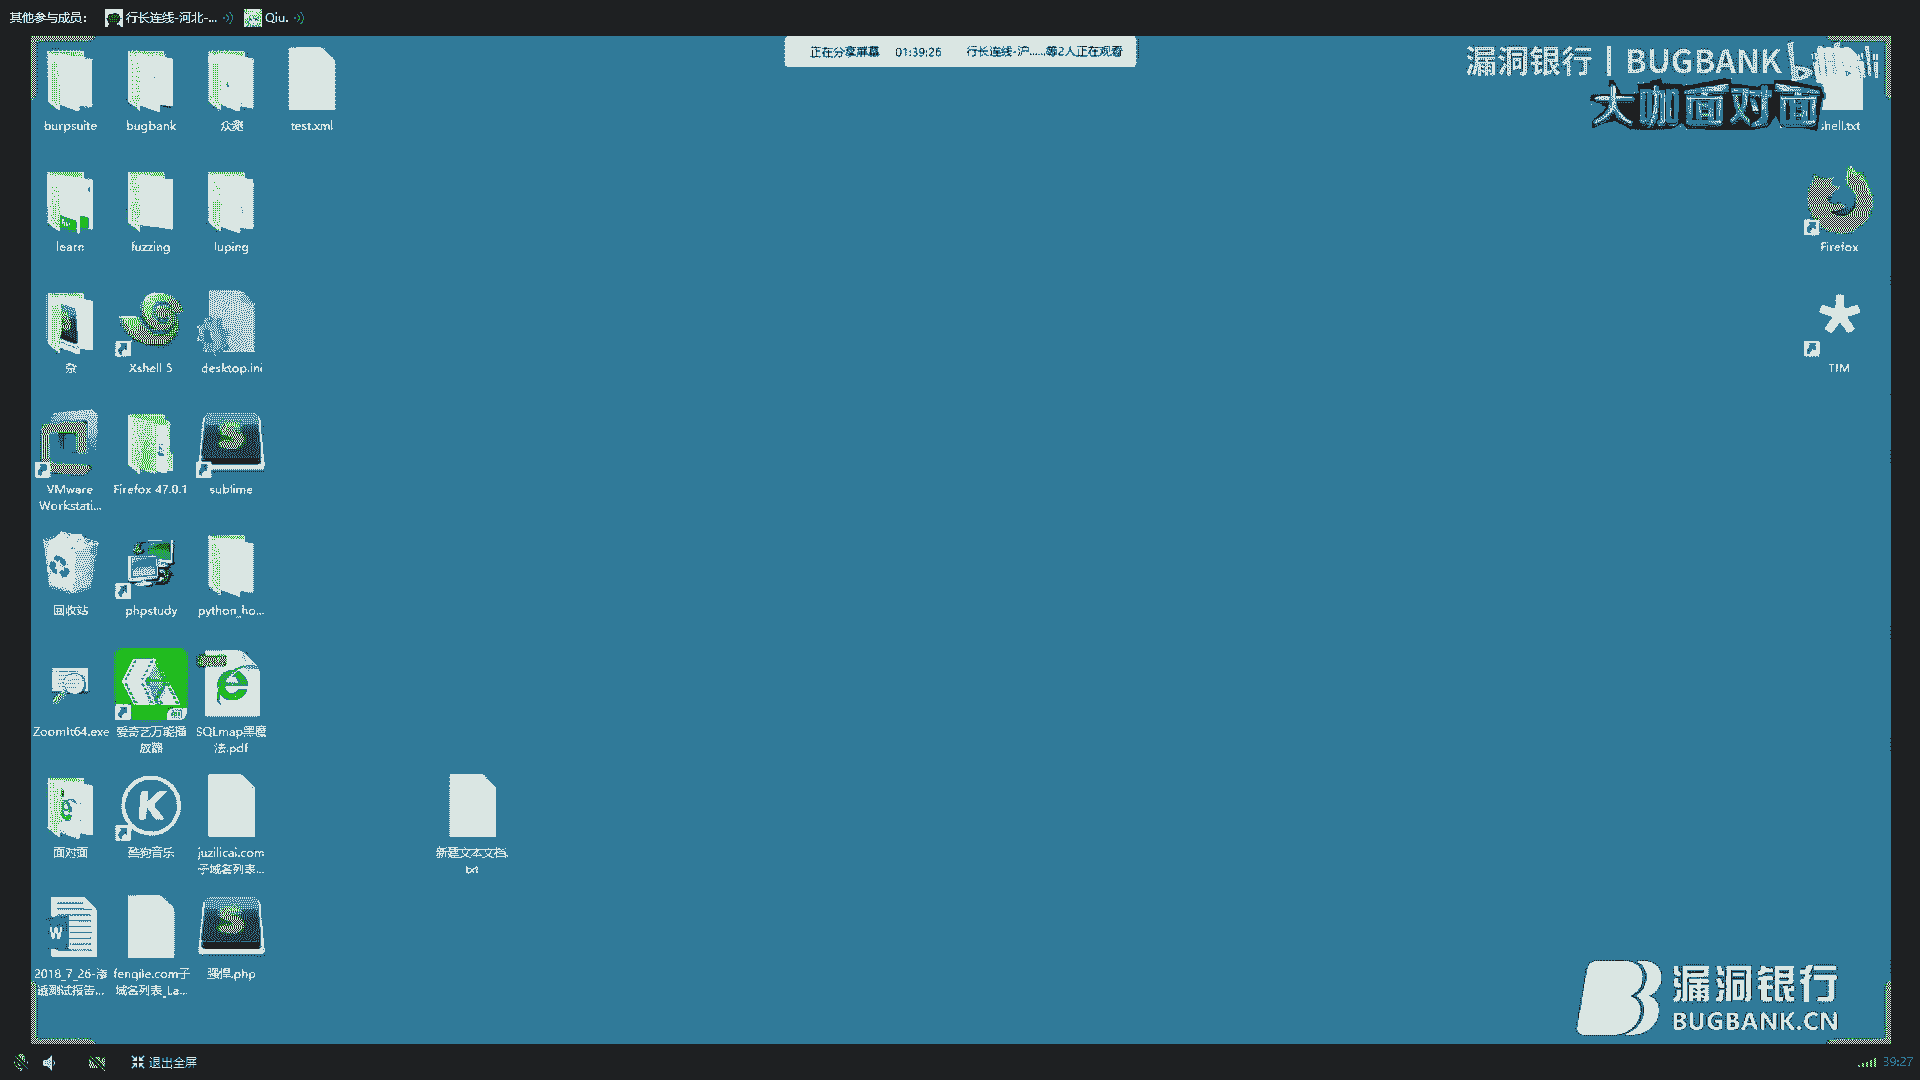 其他参与成员： 行长连线-河北-... Qiu.
正在分享屏幕 01:39:26 行长连线-沪.....等2人正在观看
漏洞银行 | BUGBANK bilibili
大咖面对面
burpsuite bugbank 众测 test.xml shell.txt
learn fuzzing luping Firefox
杂 Xshell 5 desktop.ini TIM
VMware Workstati... Firefox 47.0.1 sublime
回收站 phpstudy python_ho...
ZoomIt64.exe 爱奇艺万能播放器 SQLmap黑魔法.pdf
面对面 酷狗音乐 juzilicai.com子域名列表... 新建文本文档.txt
2018_7_26-渗透测试报告... fenqile.com子域名列表_La... 强悍.php
漏洞银行
BUGBANK.CN
退出全屏 39:27